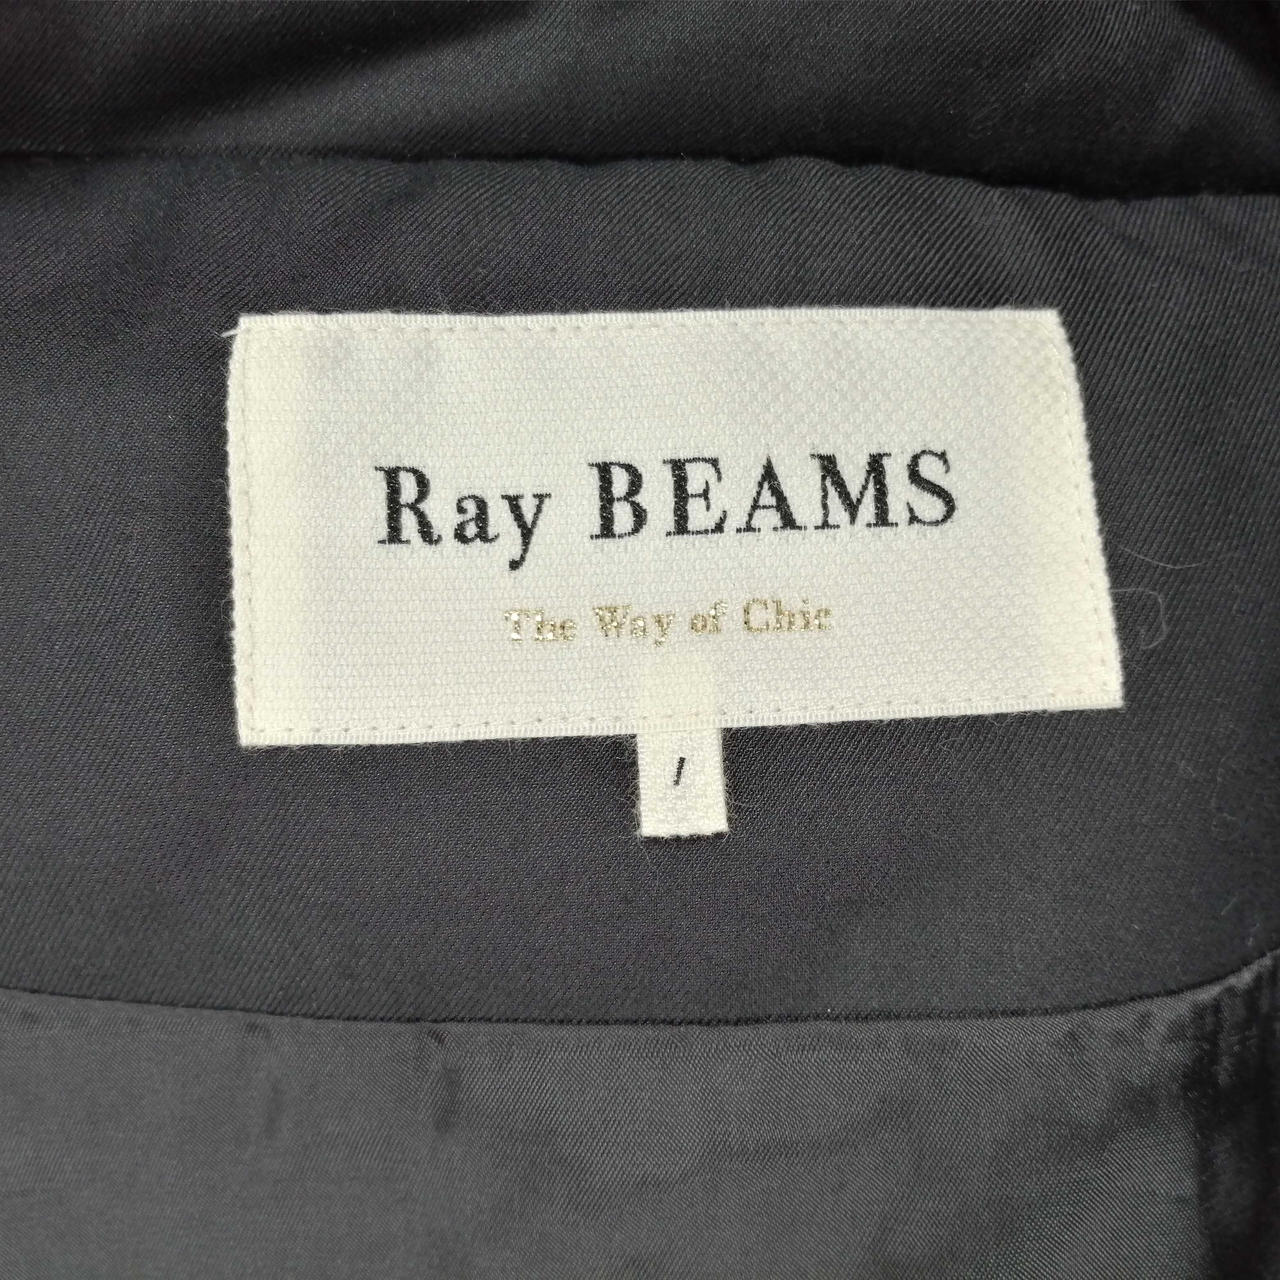 Ray BEAMS
The Way of Chic
1